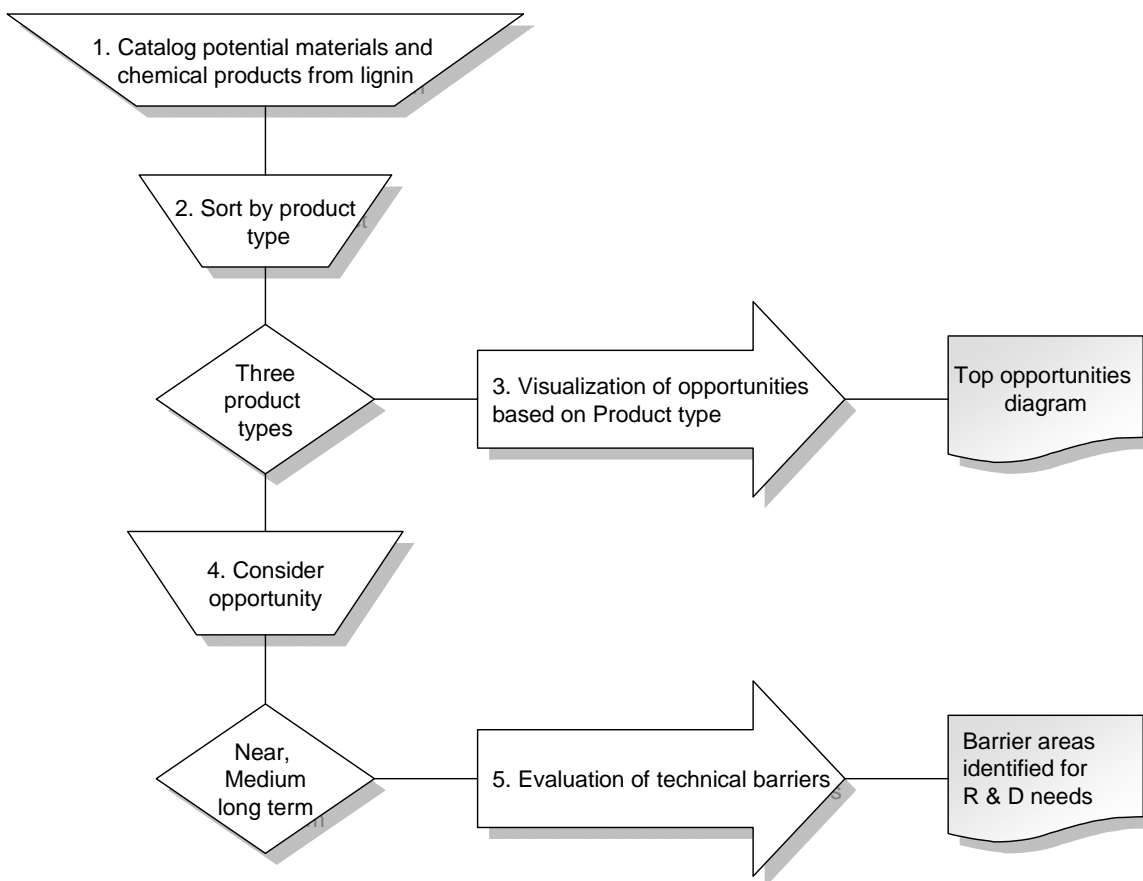 1. Catalog potential materials and
chemical products from lignin
2. Sort by product
type
Three
product
types
3. Visualization of opportunities
based on Product type
Top opportunities
diagram
4. Consider
opportunity
Near,
Medium
long term
5. Evaluation of technical barriers
Barrier areas
identified for
R & D needs